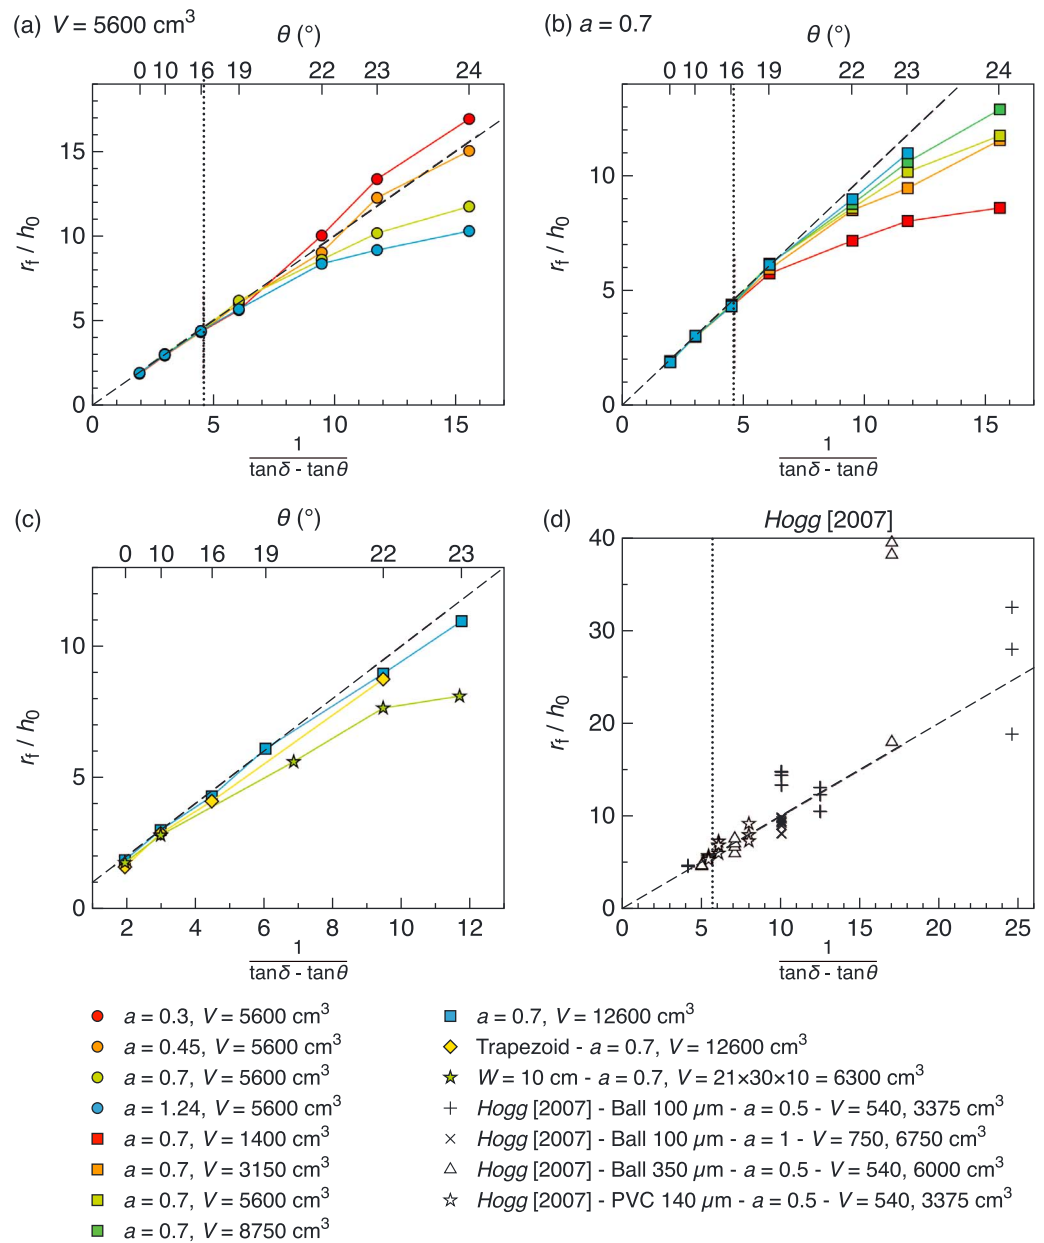 (a) V = 5600 cm³
θ (°)
0 10 16 19 22 23 24
15
10
5
0
r_f / h_0
0 5 10 15
1
tanδ - tanθ
(b) a = 0.7
θ (°)
0 10 16 19 22 23 24
10
5
0
r_f / h_0
0 5 10 15
1
tanδ - tanθ
(c)
θ (°)
0 10 16 19 22 23
10
5
0
r_f / h_0
2 4 6 8 10 12
1
tanδ - tanθ
(d) Hogg [2007]
40
30
20
10
0
r_f / h_0
0 5 10 15 20 25
1
tanδ - tanθ
a = 0.3, V = 5600 cm³
a = 0.45, V = 5600 cm³
a = 0.7, V = 5600 cm³
a = 1.24, V = 5600 cm³
a = 0.7, V = 1400 cm³
a = 0.7, V = 3150 cm³
a = 0.7, V = 5600 cm³
a = 0.7, V = 8750 cm³
a = 0.7, V = 12600 cm³
Trapezoid - a = 0.7, V = 12600 cm³
W = 10 cm - a = 0.7, V = 21×30×10 = 6300 cm³
Hogg [2007] - Ball 100 µm - a = 0.5 - V = 540, 3375 cm³
Hogg [2007] - Ball 100 µm - a = 1 - V = 750, 6750 cm³
Hogg [2007] - Ball 350 µm - a = 0.5 - V = 540, 6000 cm³
Hogg [2007] - PVC 140 µm - a = 0.5 - V = 540, 3375 cm³